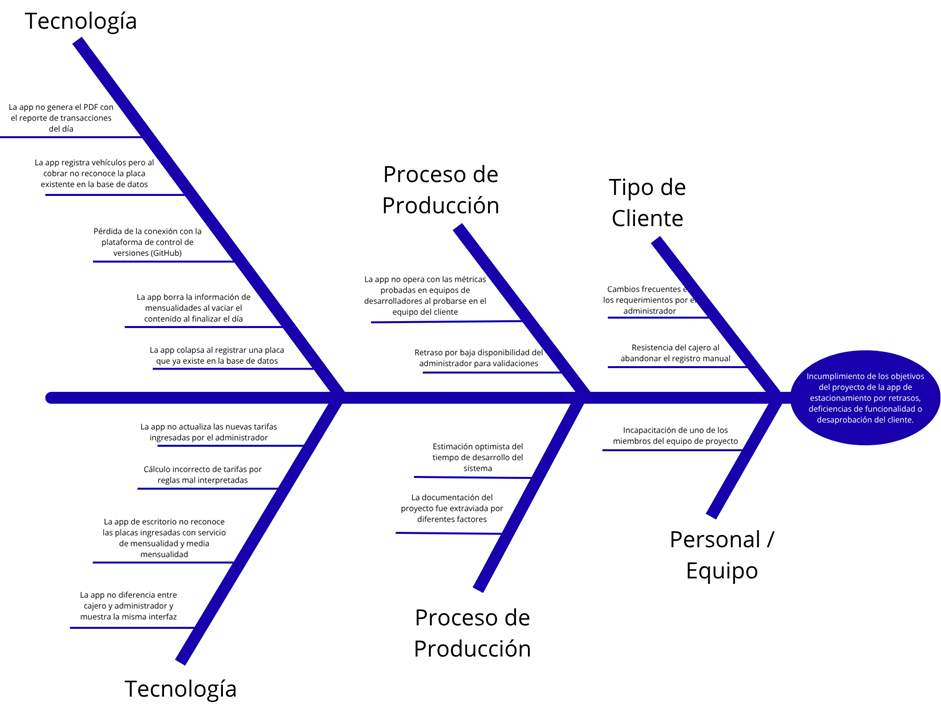 Tecnología
La app no genera el PDF con
el reporte de transacciones
del día
La app registra vehículos pero al
cobrar no reconoce la placa
existente en la base de datos
Pérdida de la conexión con la
plataforma de control de
versiones (GitHub)
La app borra la información de
mensualidades al vaciar el
contenido al finalizar el día
La app colapsa al registrar una placa
que ya existe en la base de datos
Proceso de
Producción
La app no opera con las métricas
probadas en equipos de
desarrolladores al probarse en el
equipo del cliente
Retraso por baja disponibilidad del
administrador para validaciones
Tipo de
Cliente
Cambios frecuentes
los requerimientos por
administrador
Resistencia del cajero al
abandonar el registro manual
Incumplimiento de los objetivos
del proyecto de la app de
estacionamiento por retrasos,
deficiencias de funcionalidad o
desaprobación del cliente.
La app no actualiza las nuevas tarifas
ingresadas por el administrador
Cálculo incorrecto de tarifas por
reglas mal interpretadas
La app de escritorio no reconoce
las placas ingresadas con servicio
de mensualidad y media
mensualidad
La app no diferencia entre
cajero y administrador y
muestra la misma interfaz
Tecnología
Estimación optimista del
tiempo de desarrollo del
sistema
La documentación del
proyecto fue extraviada por
diferentes factores
Proceso de
Producción
Incapacitación de uno de los
miembros del equipo de proyecto
Personal /
Equipo